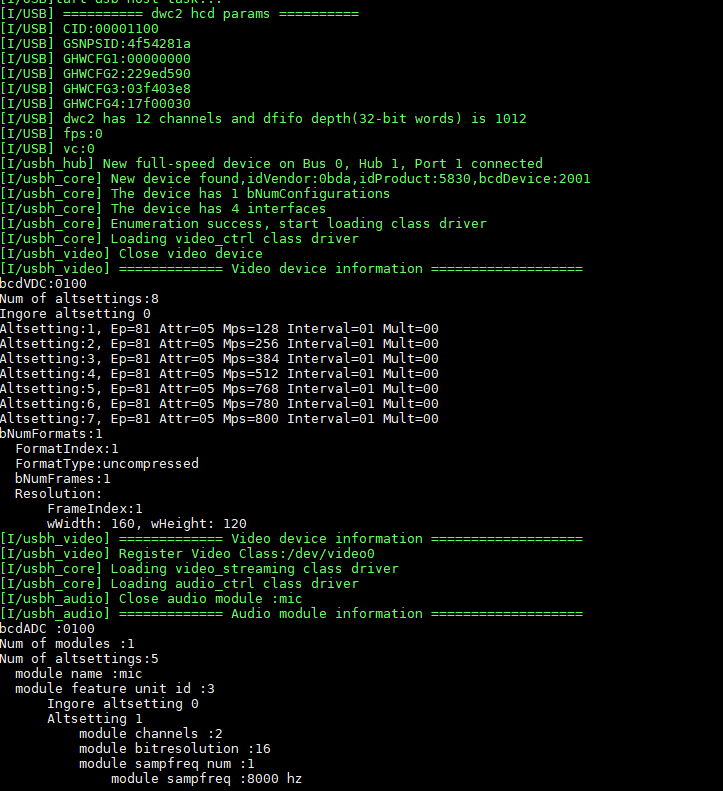 [I/USB]tart usb host task...
[I/USB] ========== dwc2 hcd params ==========
[I/USB] CID:00001100
[I/USB] GSNPSID:4f54281a
[I/USB] GHWCFG1:00000000
[I/USB] GHWCFG2:229ed590
[I/USB] GHWCFG3:03f403e8
[I/USB] GHWCFG4:17f00030
[I/USB] dwc2 has 12 channels and dfifo depth(32-bit words) is 1012
[I/USB] fps:0
[I/USB] vc:0
[I/usbh_hub] New full-speed device on Bus 0, Hub 1, Port 1 connected
[I/usbh_core] New device found,idVendor:0bda,idProduct:5830,bcdDevice:2001
[I/usbh_core] The device has 1 bNumConfigurations
[I/usbh_core] The device has 4 interfaces
[I/usbh_core] Enumeration success, start loading class driver
[I/usbh_core] Loading video_ctrl class driver
[I/usbh_video] Close video device
[I/usbh_video] ============= Video device information ===================
bcdVDC:0100
Num of altsettings:8
Ingore altsetting 0
Altsetting:1, Ep=81 Attr=05 Mps=128 Interval=01 Mult=00
Altsetting:2, Ep=81 Attr=05 Mps=256 Interval=01 Mult=00
Altsetting:3, Ep=81 Attr=05 Mps=384 Interval=01 Mult=00
Altsetting:4, Ep=81 Attr=05 Mps=512 Interval=01 Mult=00
Altsetting:5, Ep=81 Attr=05 Mps=768 Interval=01 Mult=00
Altsetting:6, Ep=81 Attr=05 Mps=780 Interval=01 Mult=00
Altsetting:7, Ep=81 Attr=05 Mps=800 Interval=01 Mult=00
bNumFormats:1
  FormatIndex:1
  FormatType:uncompressed
  bNumFrames:1
  Resolution:
      FrameIndex:1
      wWidth: 160, wHeight: 120
[I/usbh_video] ============= Video device information ===================
[I/usbh_video] Register Video Class:/dev/video0
[I/usbh_core] Loading video_streaming class driver
[I/usbh_core] Loading audio_ctrl class driver
[I/usbh_audio] Close audio module :mic
[I/usbh_audio] ============= Audio module information ===================
bcdADC :0100
Num of modules :1
Num of altsettings:5
  module name :mic
  module feature unit id :3
      Ingore altsetting 0
      Altsetting 1
          module channels :2
          module bitresolution :16
          module sampfreq num :1
              module sampfreq :8000 hz